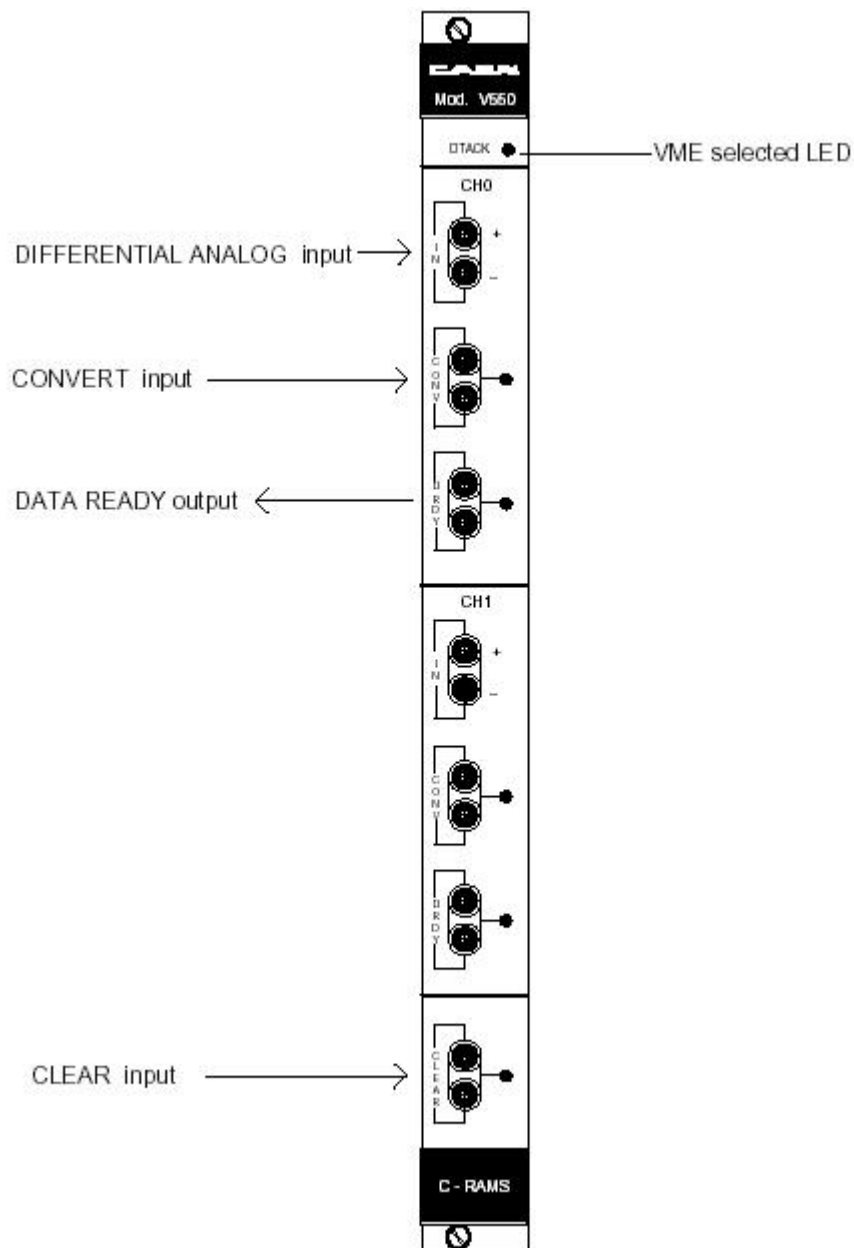 CAEN
Mod. V550
DTACK
VME selected LED
CH0
DIFFERENTIAL ANALOG input
IN
+
–
CONVERT input
CONV
DATA READY output
DRDY
CH1
IN
+
–
CONV
DRDY
CLEAR input
CLEAR
C - RAMS